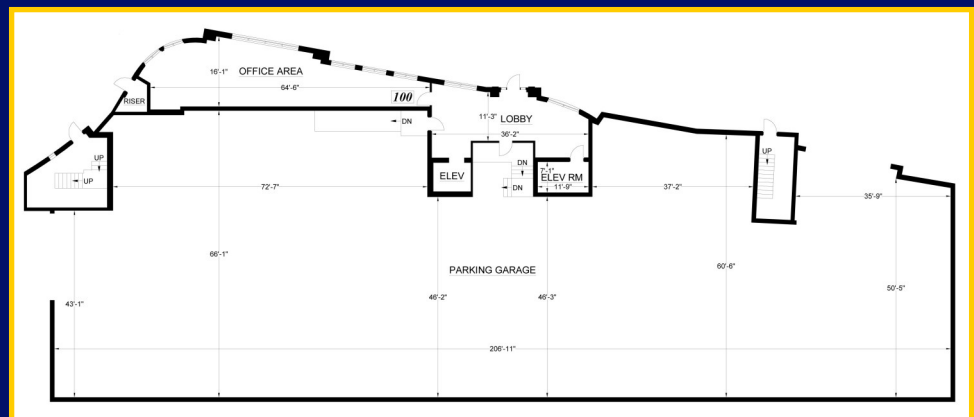 16'-1"
OFFICE AREA
64'-6"
100
RISER
11'-3"
LOBBY
DN
36'-2"
UP
UP
UP
ELEV
DN
DN
7'-1"
ELEV RM
11'-9"
72'-7"
37'-2"
35'-9"
66'-1"
PARKING GARAGE
60'-6"
50'-5"
43'-1"
46'-2"
46'-3"
206'-11"